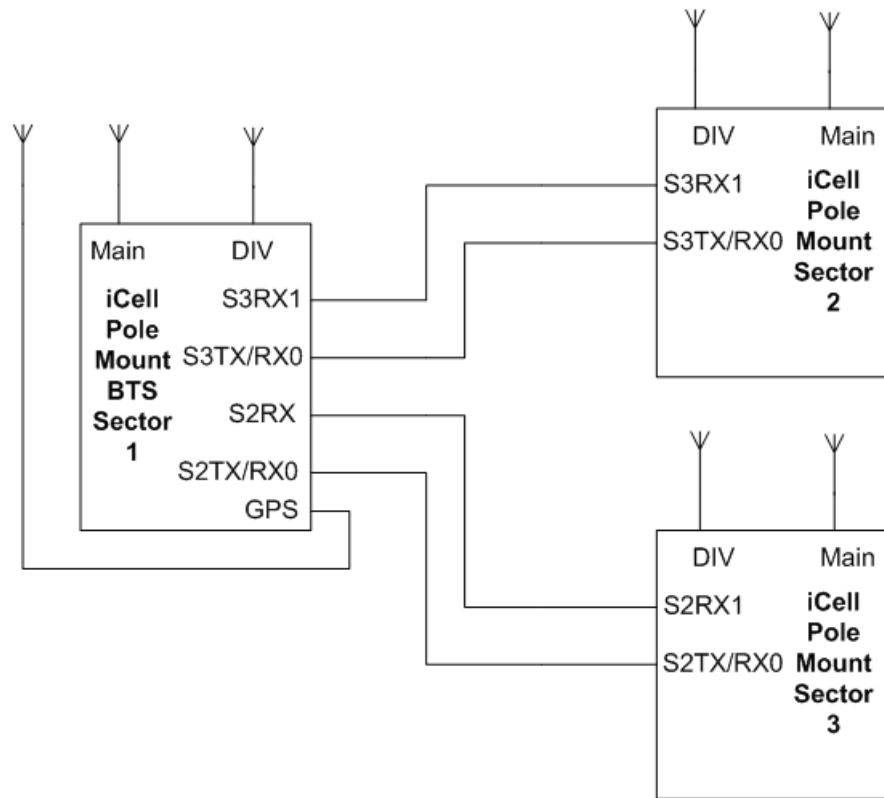 Main DIV
iCell
Pole
Mount
BTS
Sector
1
S3RX1
S3TX/RX0
S2RX
S2TX/RX0
GPS
DIV Main
S3RX1
S3TX/RX0
iCell
Pole
Mount
Sector
2
DIV Main
S2RX1
S2TX/RX0
iCell
Pole
Mount
Sector
3